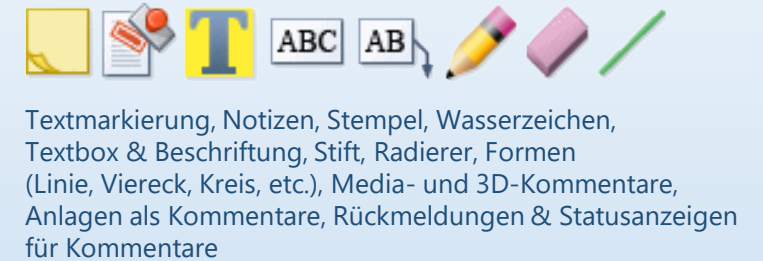 T ABC AB
Textmarkierung, Notizen, Stempel, Wasserzeichen,
Textbox & Beschriftung, Stift, Radierer, Formen
(Linie, Viereck, Kreis, etc.), Media- und 3D-Kommentare,
Anlagen als Kommentare, Rückmeldungen & Statusanzeigen
für Kommentare